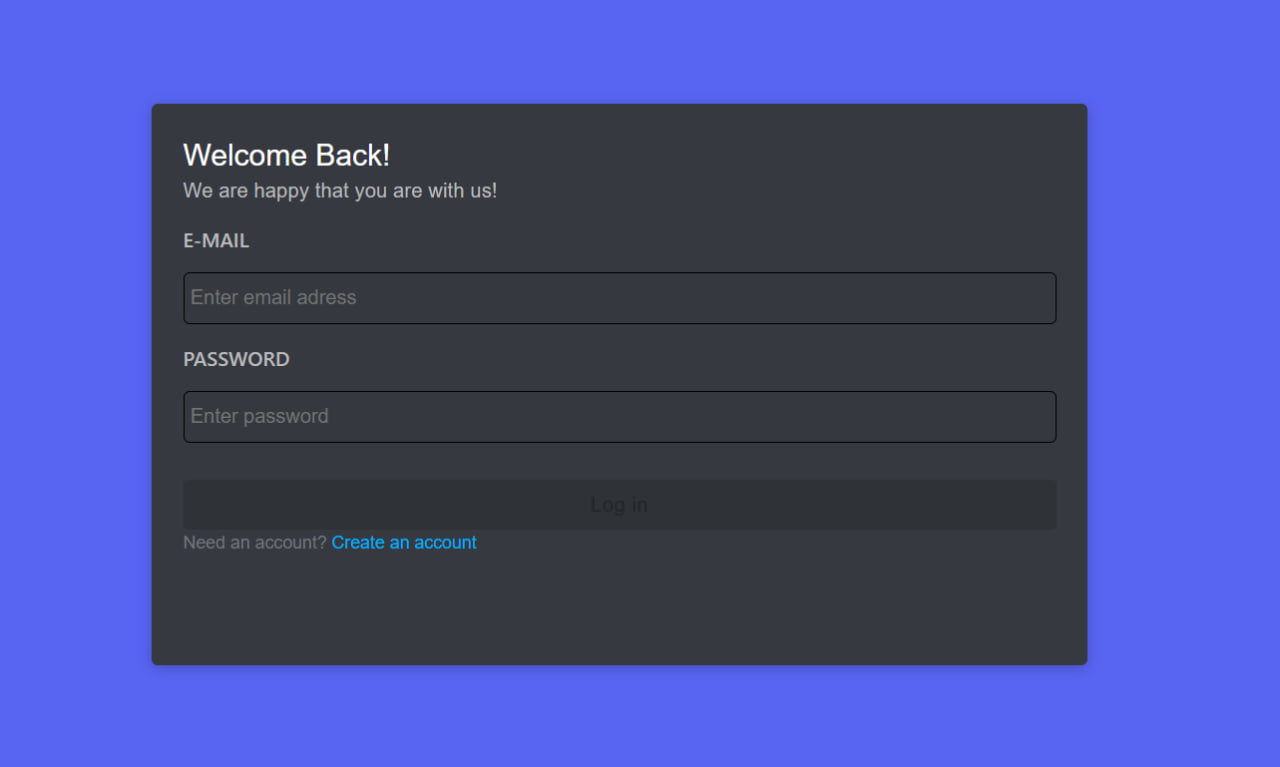 Welcome Back!
We are happy that you are with us!
E-MAIL
Enter email adress
PASSWORD
Enter password
Log in
Need an account? Create an account